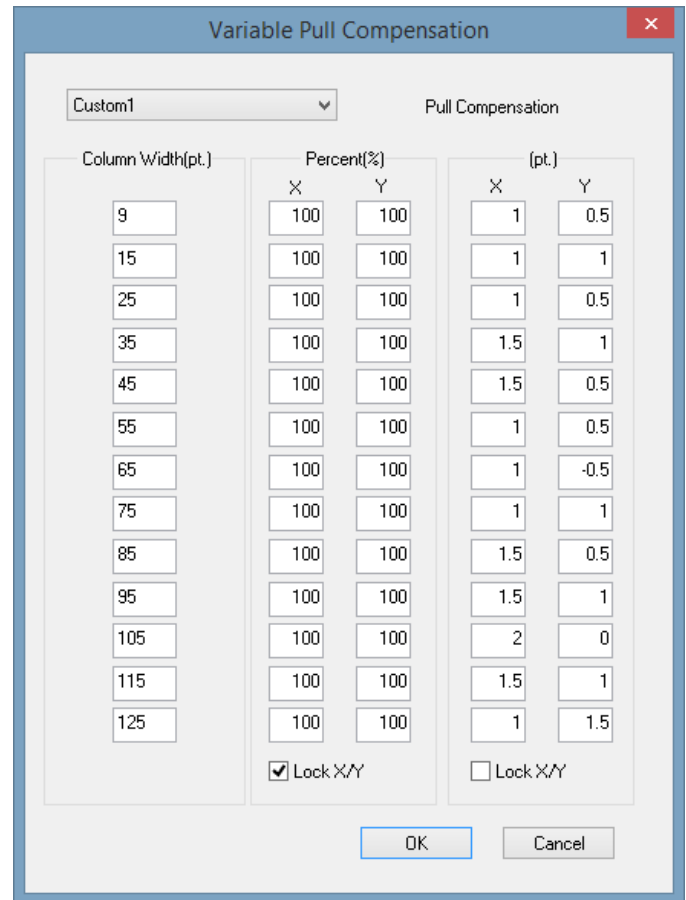 Variable Pull Compensation
Custom1 Pull Compensation
Column Width(pt.) Percent(%) (pt.)
X Y X Y
9 100 100 1 0.5
15 100 100 1 1
25 100 100 1 0.5
35 100 100 1.5 1
45 100 100 1.5 0.5
55 100 100 1 0.5
65 100 100 1 -0.5
75 100 100 1 1
85 100 100 1.5 0.5
95 100 100 1.5 1
105 100 100 2 0
115 100 100 1.5 1
125 100 100 1 1.5
Lock X/Y Lock X/Y
OK Cancel